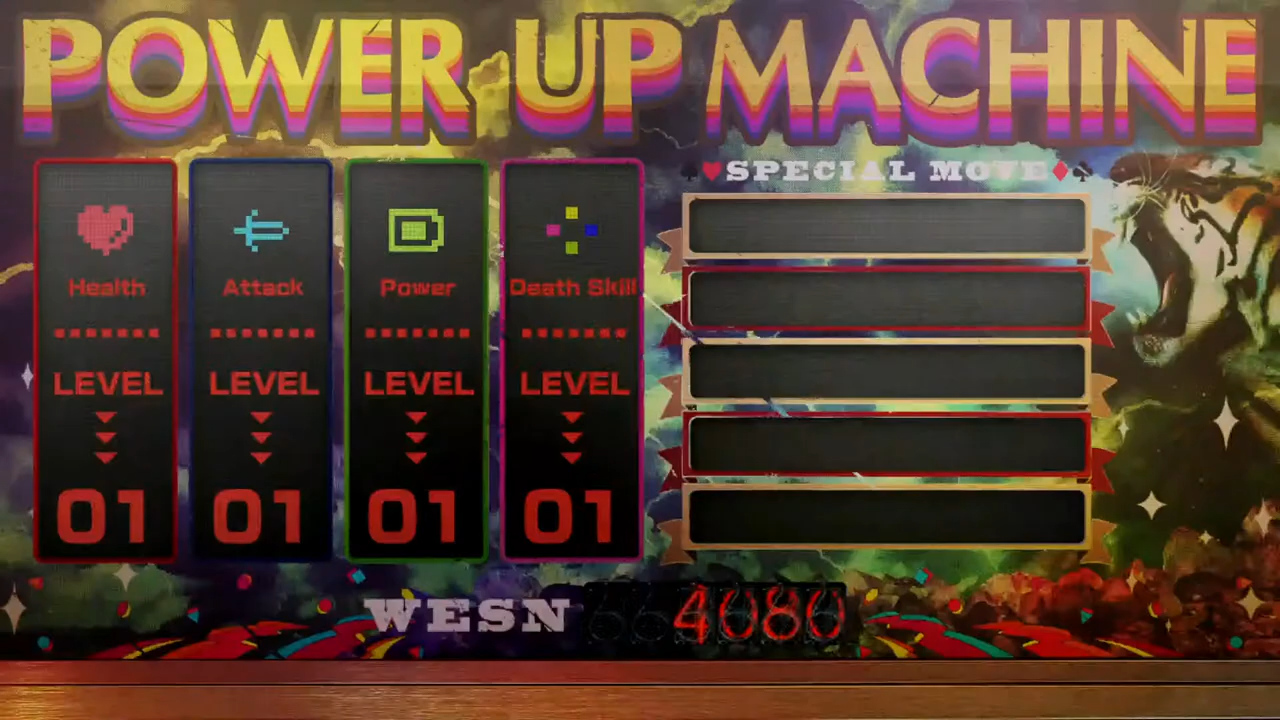 POWER UP MACHINE
SPECIAL MOVE
Health
Attack
Power
Death Skill
LEVEL
LEVEL
LEVEL
LEVEL
01
01
01
01
WESN 4080